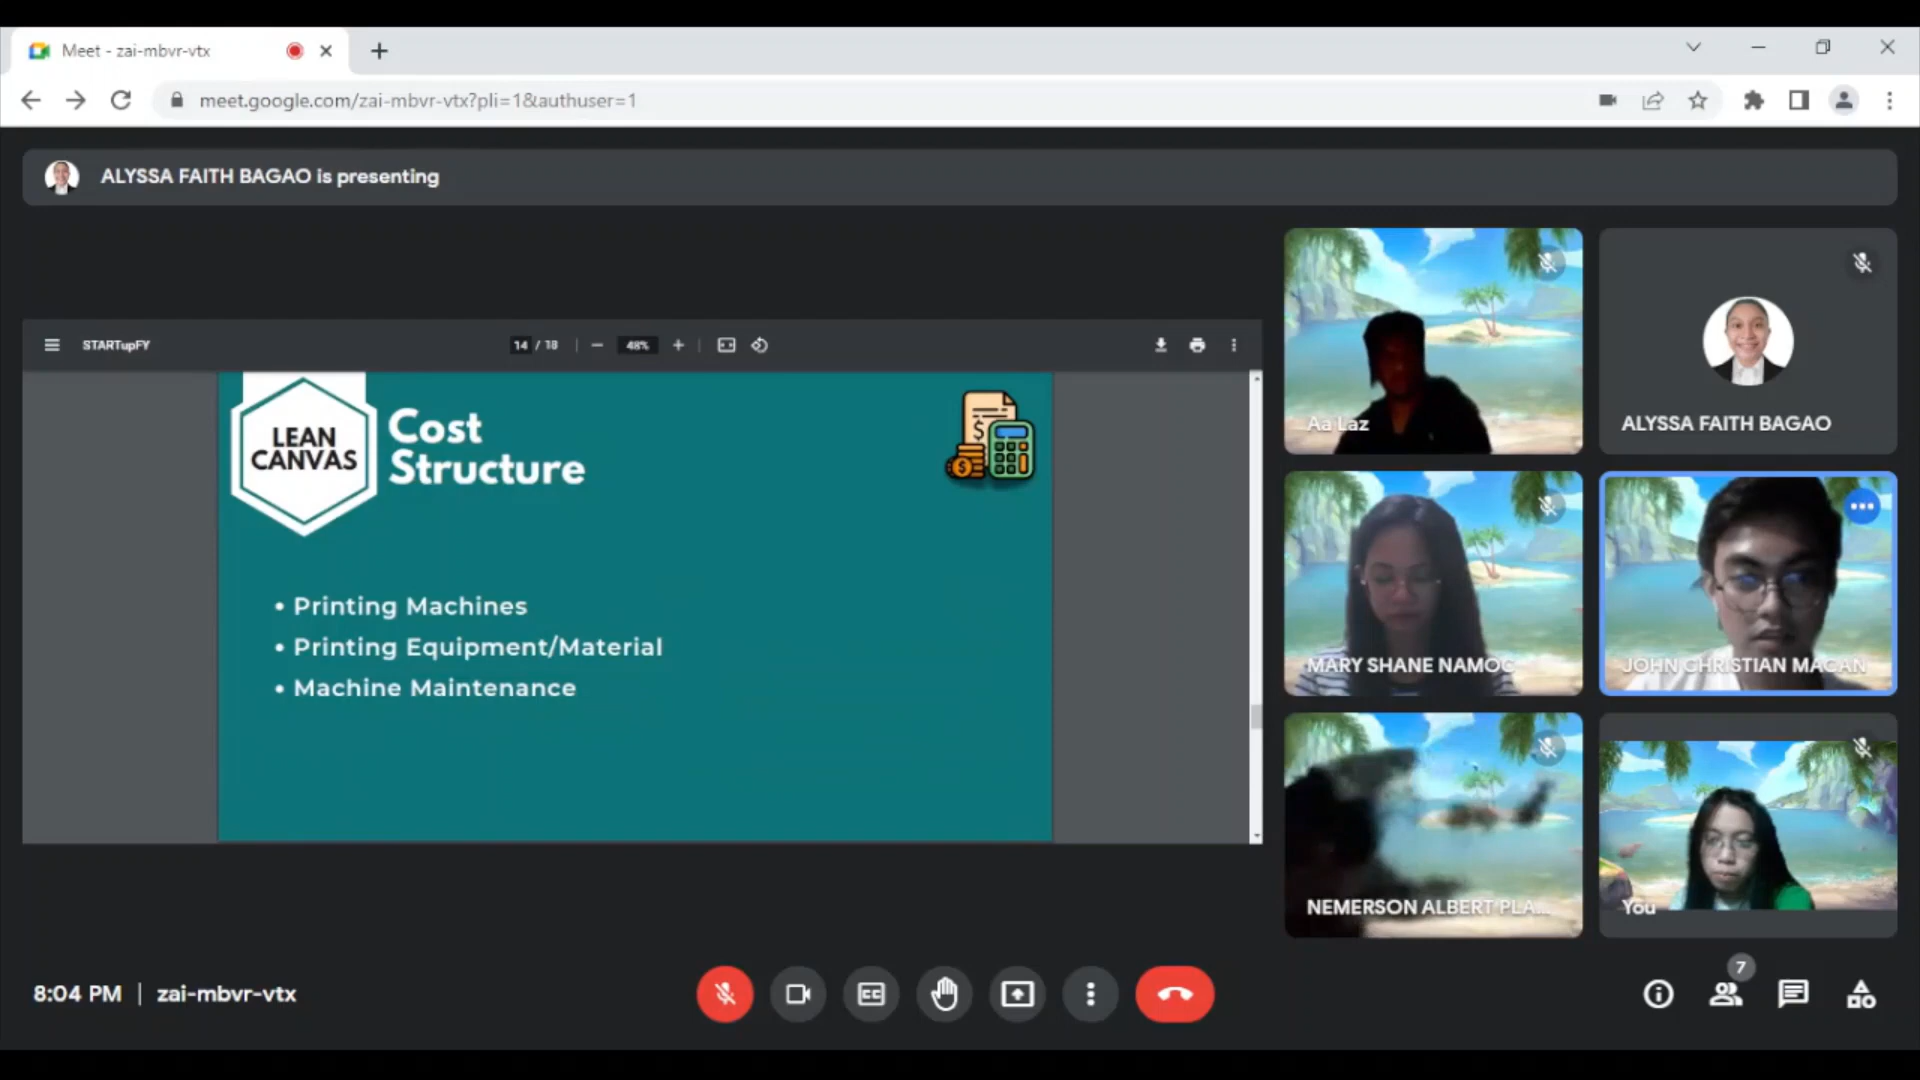 Meet - zai-mbvr-vtx
meet.google.com/zai-mbvr-vtx?pli=1&authuser=1
ALYSSA FAITH BAGAO is presenting
STARTupFY
14 / 18
48%
LEAN
CANVAS
Cost
Structure
• Printing Machines
• Printing Equipment/Material
• Machine Maintenance
Aa Laz
ALYSSA FAITH BAGAO
MARY SHANE NAMOC
JOHN CHRISTIAN MACAN
NEMERSON ALBERT PLA...
You
8:04 PM | zai-mbvr-vtx
CC
7